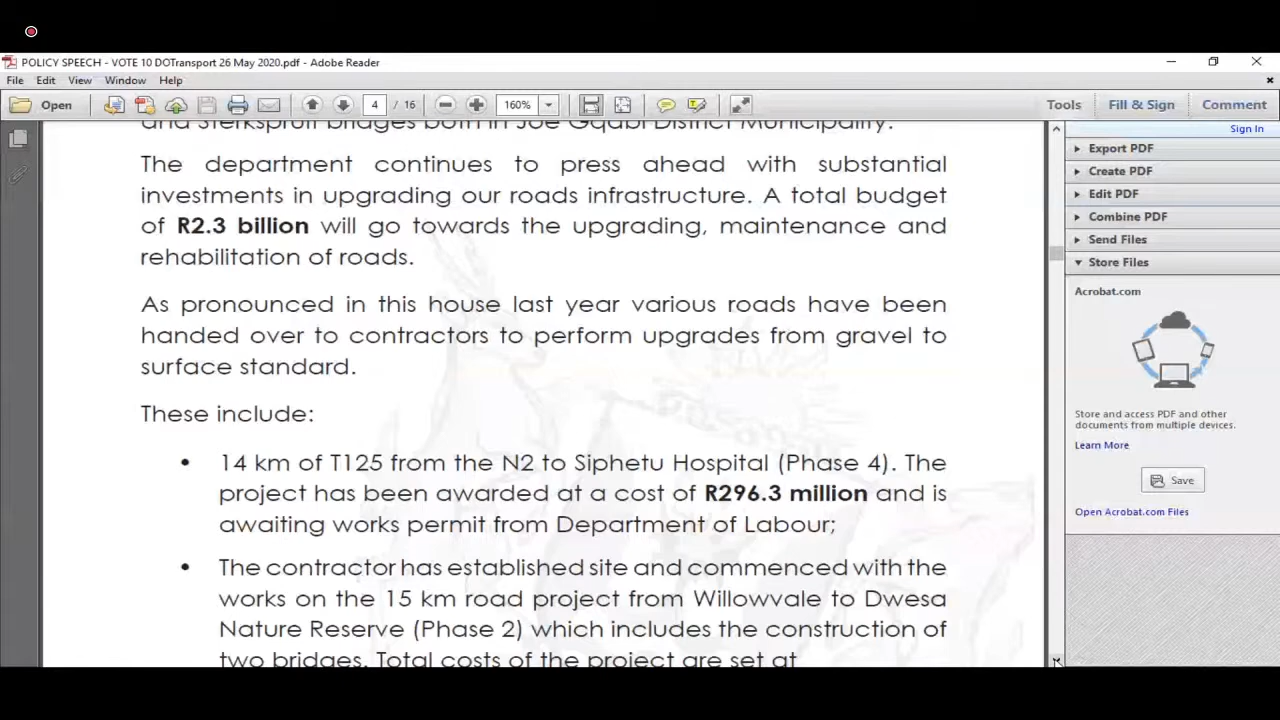 POLICY SPEECH - VOTE 10 DOTransport 26 May 2020.pdf - Adobe Reader
File Edit View Window Help
Open 4 / 16 160% Tools Fill & Sign Comment
and Sterkspruit bridges both in Joe Gqabi District Municipality.
The department continues to press ahead with substantial
investments in upgrading our roads infrastructure. A total budget
of R2.3 billion will go towards the upgrading, maintenance and
rehabilitation of roads.
As pronounced in this house last year various roads have been
handed over to contractors to perform upgrades from gravel to
surface standard.
These include:
• 14 km of T125 from the N2 to Siphetu Hospital (Phase 4). The
project has been awarded at a cost of R296.3 million and is
awaiting works permit from Department of Labour;
• The contractor has established site and commenced with the
works on the 15 km road project from Willowvale to Dwesa
Nature Reserve (Phase 2) which includes the construction of
two bridges. Total costs of the project are set at
Sign In
Export PDF
Create PDF
Edit PDF
Combine PDF
Send Files
Store Files
Acrobat.com
Store and access PDF and other
documents from multiple devices.
Learn More
Save
Open Acrobat.com Files